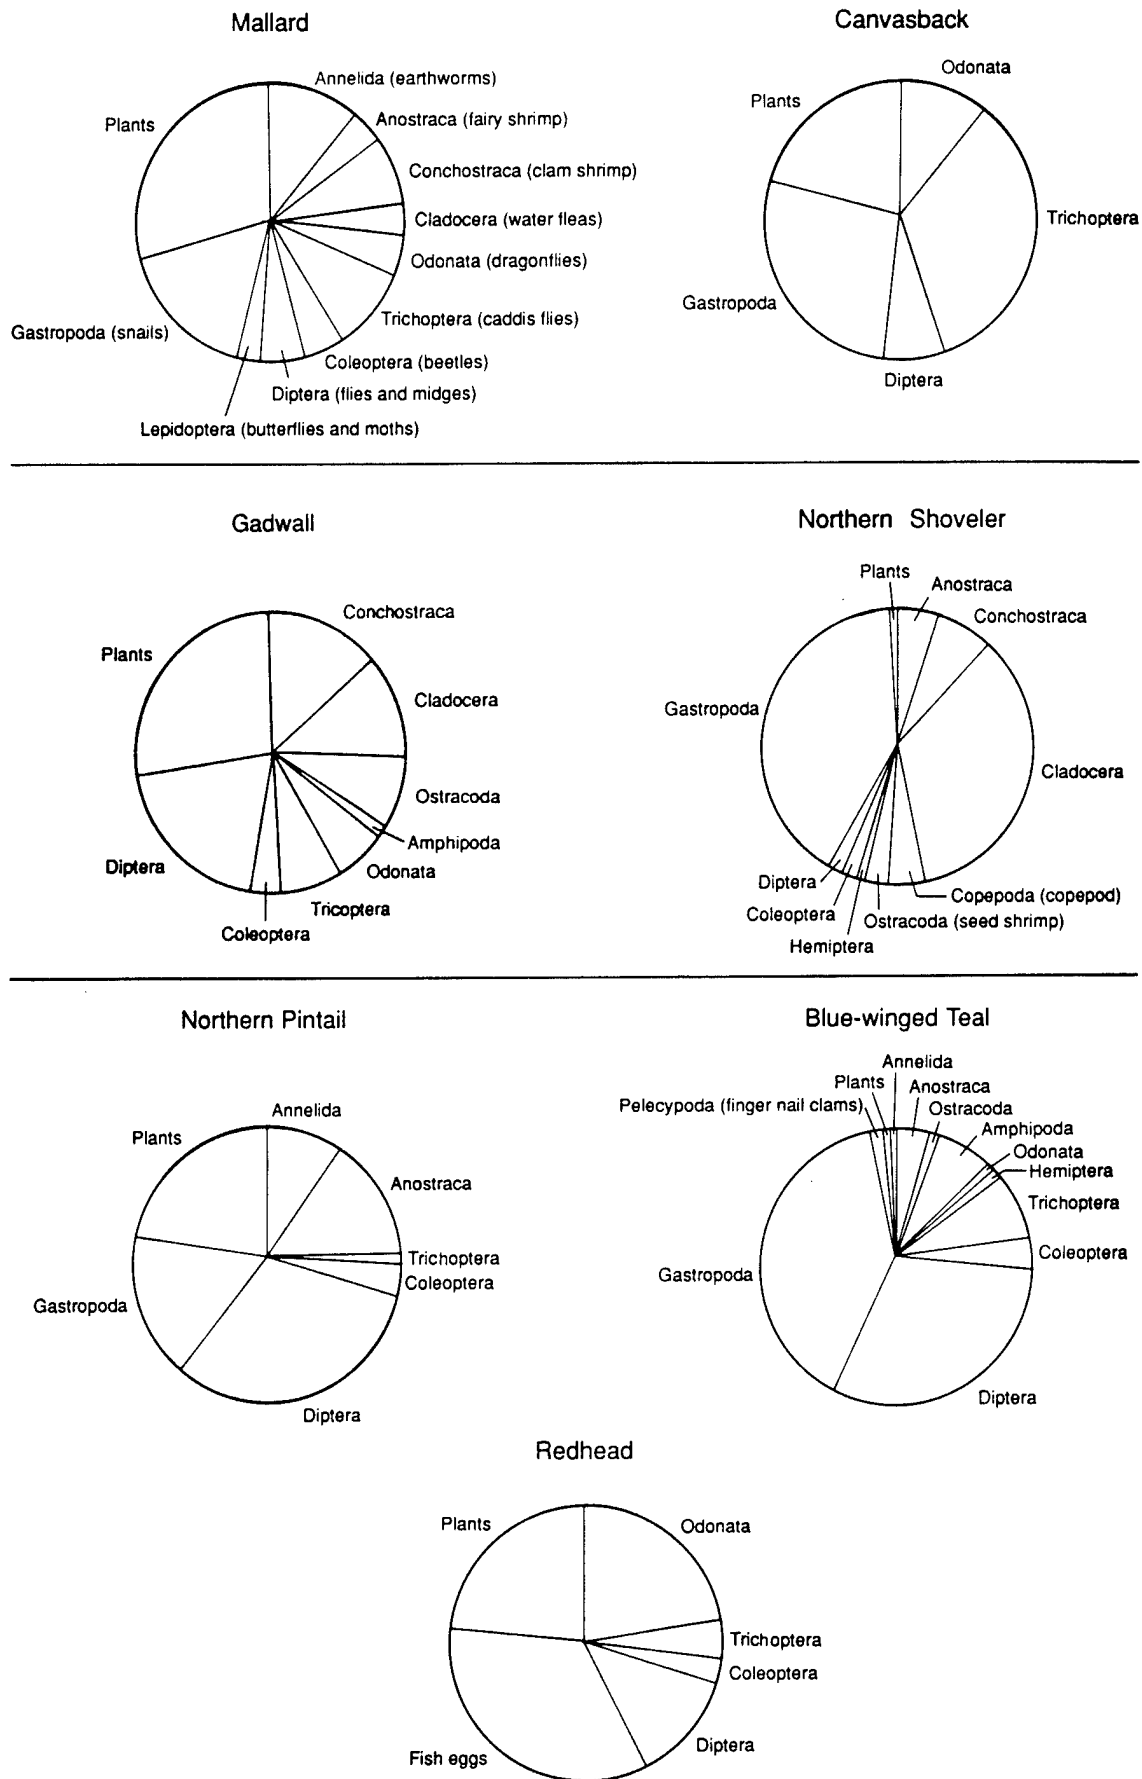 Mallard
Annelida (earthworms)
Anostraca (fairy shrimp)
Conchostraca (clam shrimp)
Cladocera (water fleas)
Odonata (dragonflies)
Trichoptera (caddis flies)
Coleoptera (beetles)
Diptera (flies and midges)
Lepidoptera (butterflies and moths)
Gastropoda (snails)
Plants
Canvasback
Odonata
Trichoptera
Diptera
Gastropoda
Plants
Gadwall
Conchostraca
Cladocera
Ostracoda
Amphipoda
Odonata
Tricoptera
Coleoptera
Diptera
Plants
Northern Shoveler
Plants
Anostraca
Conchostraca
Cladocera
Copepoda (copepod)
Ostracoda (seed shrimp)
Hemiptera
Coleoptera
Diptera
Gastropoda
Northern Pintail
Annelida
Anostraca
Trichoptera
Coleoptera
Diptera
Gastropoda
Plants
Blue-winged Teal
Annelida
Anostraca
Ostracoda
Amphipoda
Odonata
Hemiptera
Trichoptera
Coleoptera
Diptera
Gastropoda
Pelecypoda (finger nail clams)
Plants
Redhead
Odonata
Trichoptera
Coleoptera
Diptera
Fish eggs
Plants